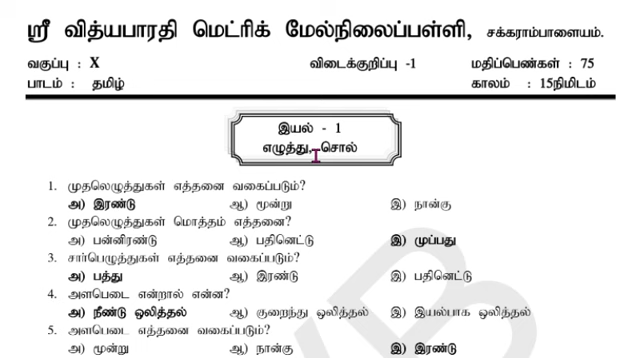 ஸ்ரீ வித்யபாரதி மெட்ரிக் மேல்நிலைப்பள்ளி, சக்கராம்பாளையம்.
வகுப்பு : X விடைக்குறிப்பு -1 மதிப்பெண்கள் : 75
பாடம் : தமிழ் காலம் : 15நிமிடம்
இயல் - 1
எழுத்து, சொல்
1. முதலெழுத்துகள் எத்தனை வகைப்படும்?
அ) இரண்டு ஆ) மூன்று இ) நான்கு
2. முதலெழுத்துகள் மொத்தம் எத்தனை?
அ) பன்னிரண்டு ஆ) பதினெட்டு இ) முப்பது
3. சார்பெழுத்துகள் எத்தனை வகைப்படும்?
அ) பத்து ஆ) இரண்டு இ) பதினெட்டு
4. அளபெடை என்றால் என்ன?
அ) நீண்டு ஒலித்தல் ஆ) குறைந்து ஒலித்தல் இ) இயல்பாக ஒலித்தல்
5. அளபெடை எத்தனை வகைப்படும்?
அ) மூன்று ஆ) நான்கு இ) இரண்டு